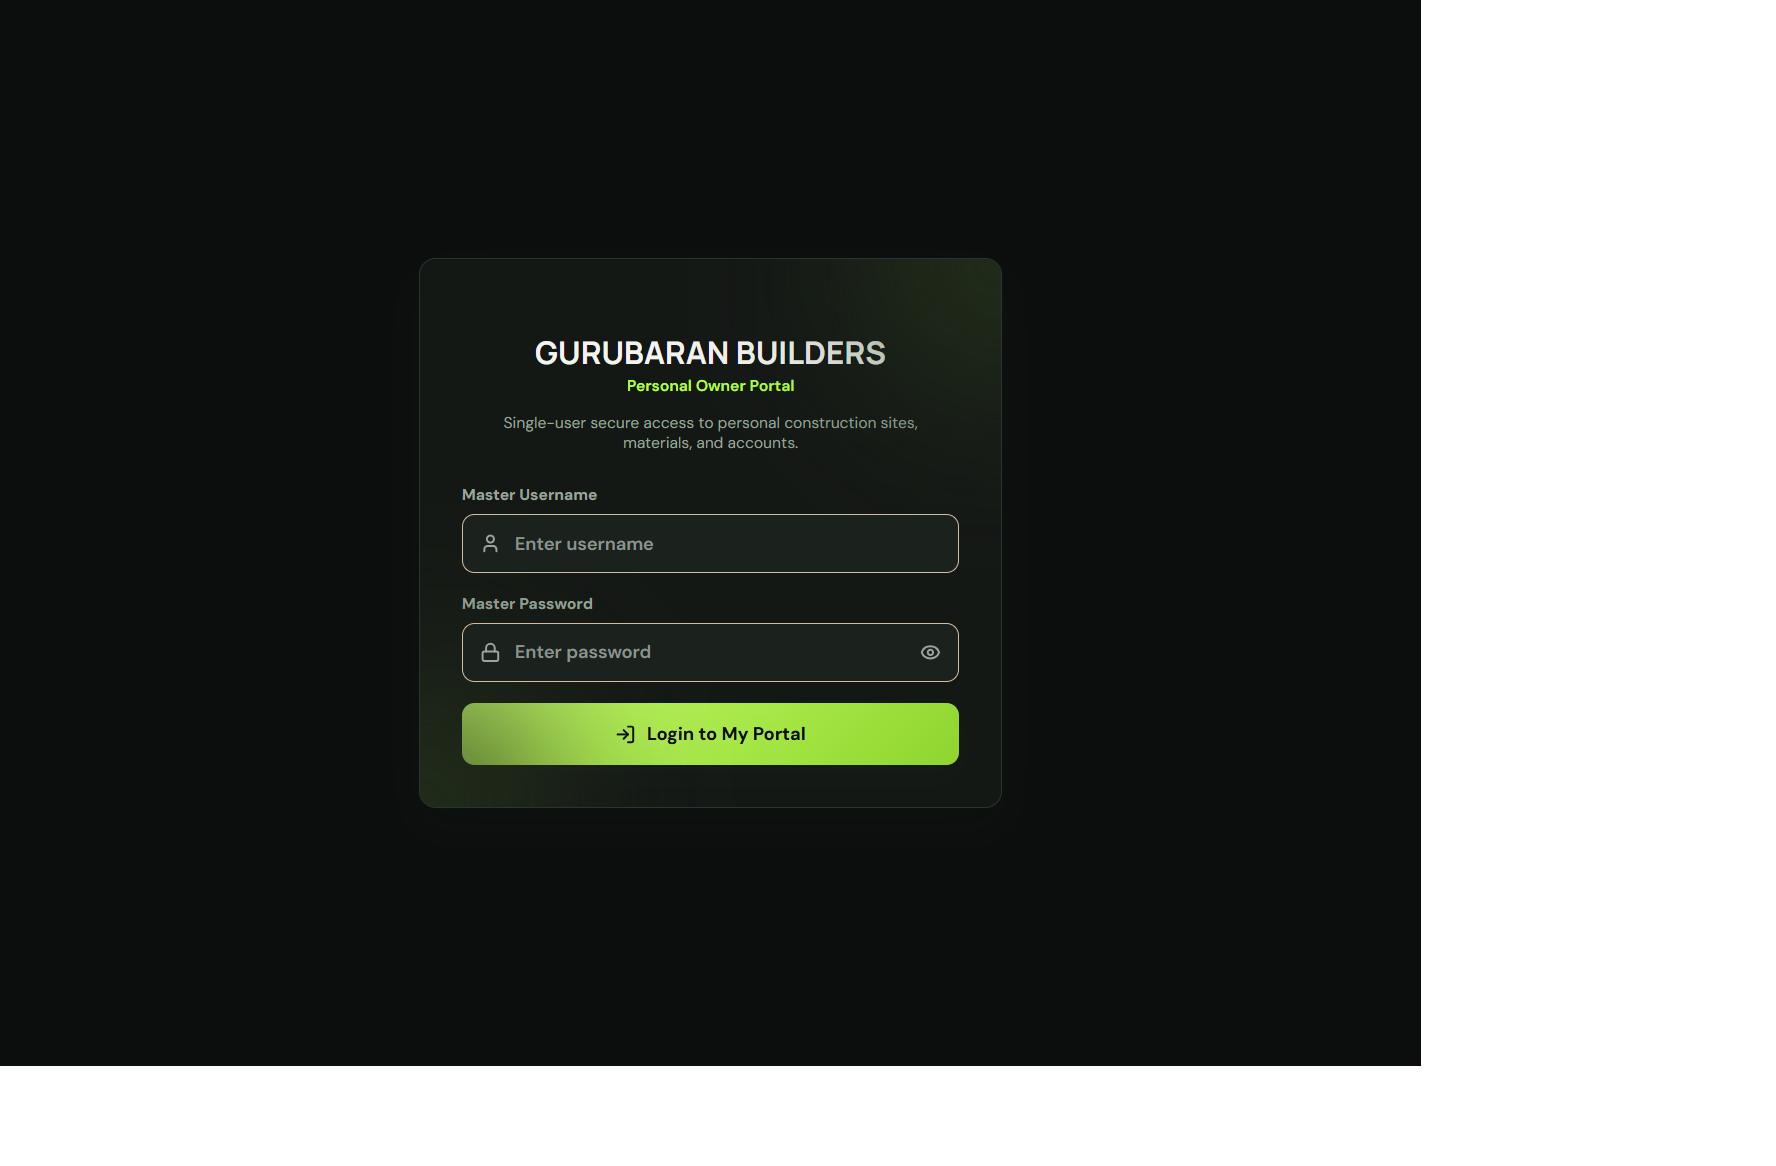 GURUBARAN BUILDERS
Personal Owner Portal
Single-user secure access to personal construction sites,
materials, and accounts.
Master Username
Enter username
Master Password
Enter password
Login to My Portal